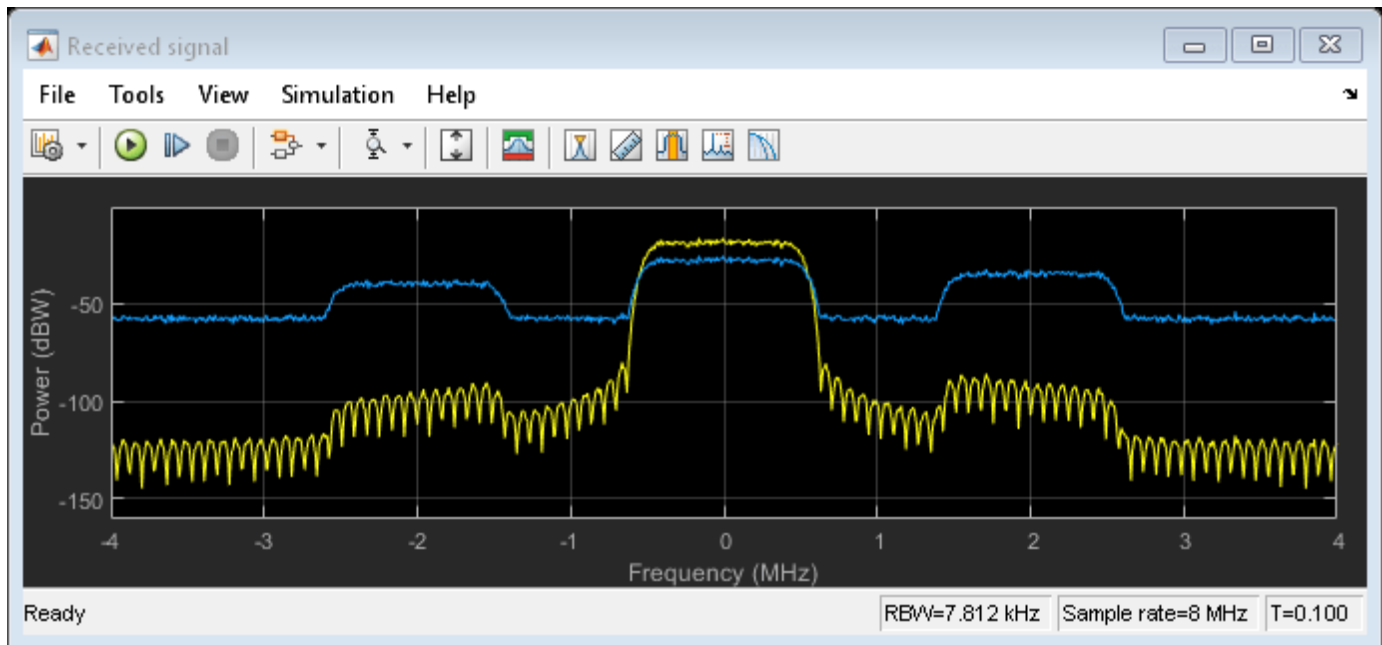 Received signal
File Tools View Simulation Help
Power (dBW)
-50
-100
-150
-4 -3 -2 -1 0 1 2 3 4
Frequency (MHz)
Ready RBW=7.812 kHz Sample rate=8 MHz T=0.100